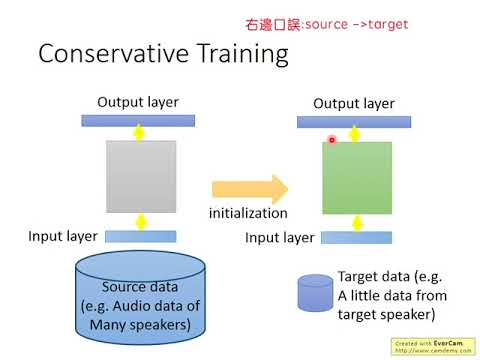 右邊口誤:source ->target
Conservative Training
Output layer
Output layer
initialization
Input layer
Input layer
Source data
(e.g. Audio data of
Many speakers)
Target data (e.g.
A little data from
target speaker)
Created with EverCam.
http://www.camdemy.com